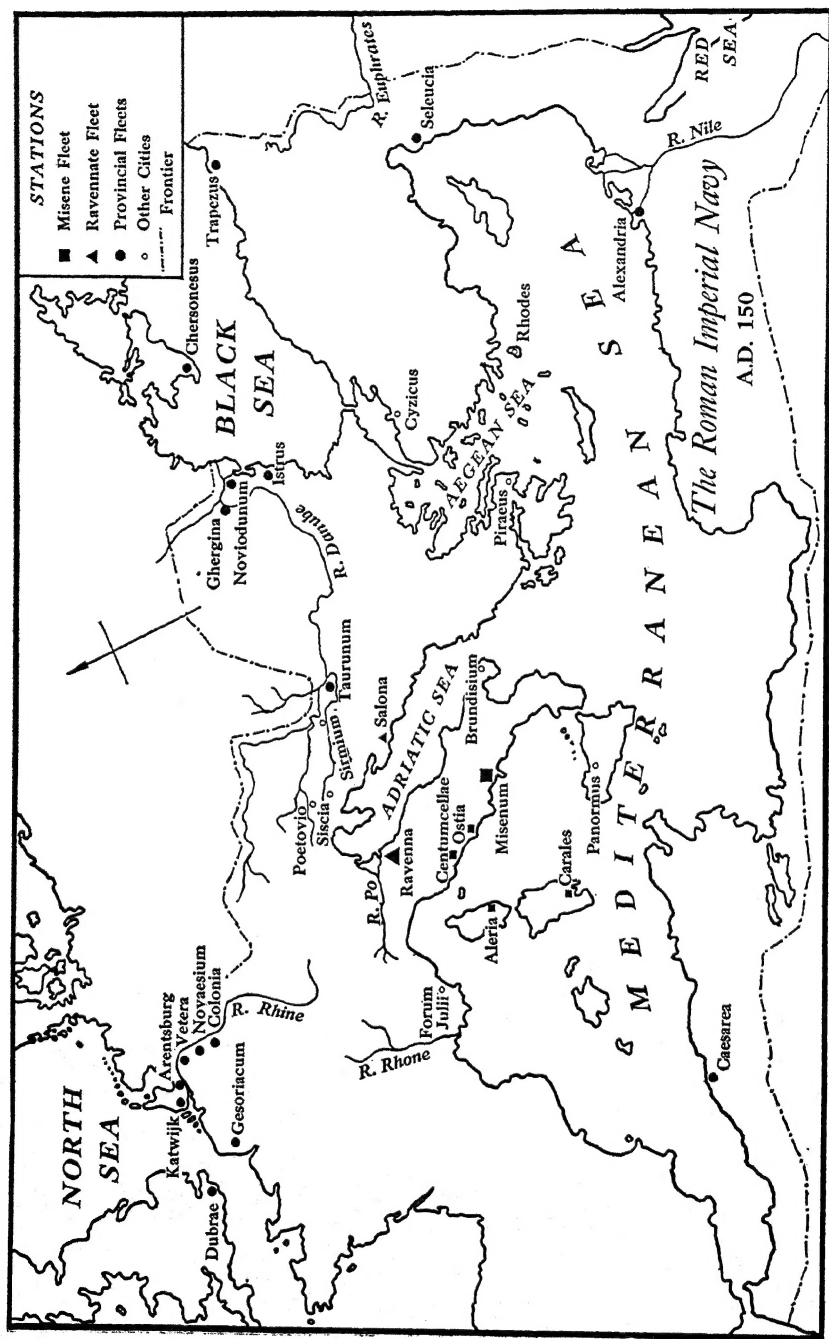 STATIONS
Misene Fleet
Ravennate Fleet
Provincial Fleets
Other Cities
Frontier
NORTH
SEA
Dubrae
Katwijk
Arentsburg
Vetera
Novaesium
Colonia
Gesoriacum
R. Rhine
R. Rhone
Forum
Julii
R. Po
Ravenna
Poetovio
Siscia
Sirmium
Taurunum
Salona
ADRIATIC SEA
Centumcellae
Ostia
Misenum
Brundisium
Aleria
Carales
Panormus
Caesarea
MEDITERRANEAN SEA
R. Danube
Ghergina
Noviodunum
Istrus
Chersonesus
BLACK
SEA
Trapezus
Cyzicus
AEGEAN SEA
Piraeus
Rhodes
R. Euphrates
Seleucia
Alexandria
R. Nile
RED
SEA
The Roman Imperial Navy
A.D. 150